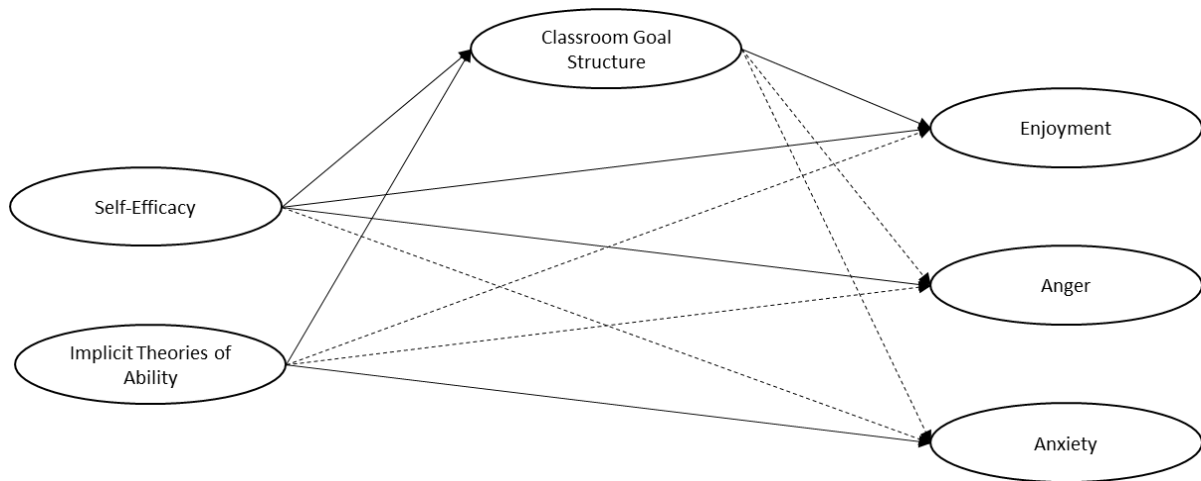 Classroom Goal
Structure
Enjoyment
Self-Efficacy
Anger
Implicit Theories of
Ability
Anxiety